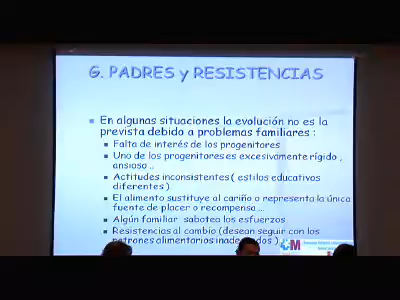 G. PADRES y RESISTENCIAS
En algunas situaciones la evolución no es la
prevista debido a problemas familiares :
Falta de interés de los progenitores
Uno de los progenitores es excesivamente rígido ,
ansioso ..
Actitudes inconsistentes ( estilos educativos
diferentes )
El alimento sustituye al cariño o representa la única
fuente de placer o recompensa ...
Algún familiar sabotea los esfuerzos
Resistencias al cambio (desean seguir con los
patrones alimentarios
M